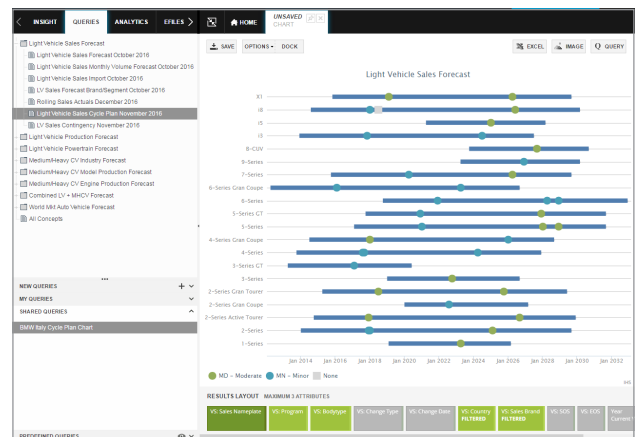 INSIGHT QUERIES ANALYTICS EFILES
HOME
UNSAVED
CHART
Light Vehicle Sales Forecast
Light Vehicle Sales Forecast October 2016
Light Vehicle Sales Monthly Volume Forecast October 2016
Light Vehicle Sales Import October 2016
LV Sales Forecast Brand/Segment October 2016
Rolling Sales Actuals December 2016
Light Vehicle Sales Cycle Plan November 2016
LV Sales Contingency November 2016
Light Vehicle Production Forecast
Light Vehicle Powertrain Forecast
Medium/Heavy CV Industry Forecast
Medium/Heavy CV Model Production Forecast
Medium/Heavy CV Engine Production Forecast
Combined LV + MHCV Forecast
World Mkt Auto Vehicle Forecast
All Concepts
NEW QUERIES
MY QUERIES
SHARED QUERIES
BMW Italy Cycle Plan Chart
PREDEFINED QUERIES
SAVE OPTIONS DOCK
EXCEL IMAGE QUERY
Light Vehicle Sales Forecast
X7
i8
i5
i3
8-CUV
9-Series
7-Series
6-Series Gran Coupe
6-Series
5-Series GT
5-Series
4-Series Gran Coupe
4-Series
3-Series GT
3-Series
2-Series Gran Tourer
2-Series Gran Coupe
2-Series Active Tourer
2-Series
1-Series
Jan 2014 Jan 2016 Jan 2018 Jan 2020 Jan 2022 Jan 2024 Jan 2026 Jan 2028 Jan 2030 Jan 2032
MD - Moderate MN - Minor None
IHS
RESULTS LAYOUT MAXIMUM 3 ATTRIBUTES
VS: Sales Nameplate VS: Program VS: Bodytype VS: Change Type VS: Change Date VS: Country VS: Sales Brand VS: SOS VS: EOS Year
FILTERED FILTERED Current